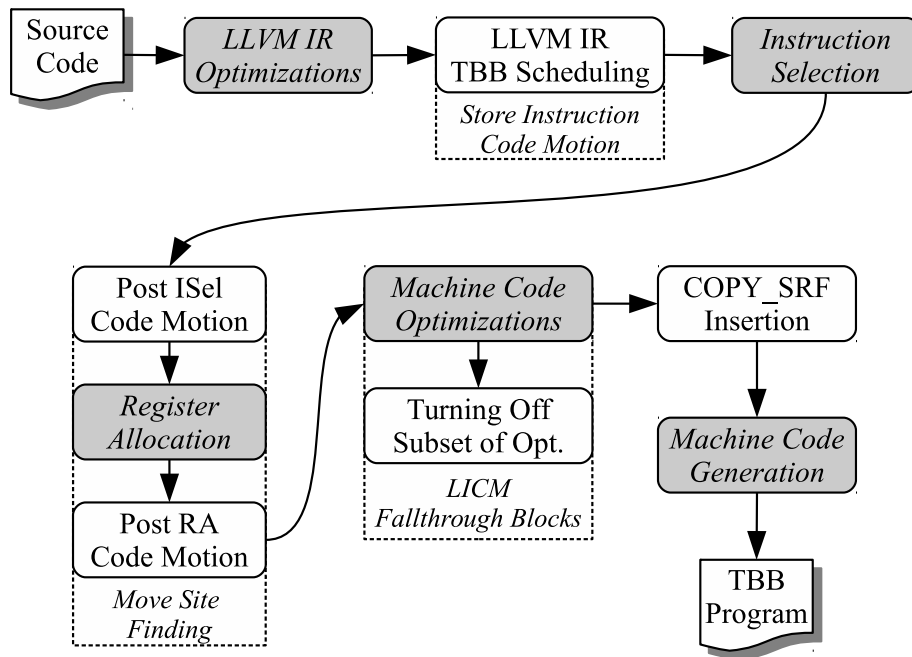 Source
Code
LLVM IR
Optimizations
LLVM IR
TBB Scheduling
Store Instruction
Code Motion
Instruction
Selection
Post ISel
Code Motion
Register
Allocation
Post RA
Code Motion
Move Site
Finding
Machine Code
Optimizations
Turning Off
Subset of Opt.
LICM
Fallthrough Blocks
COPY_SRF
Insertion
Machine Code
Generation
TBB
Program